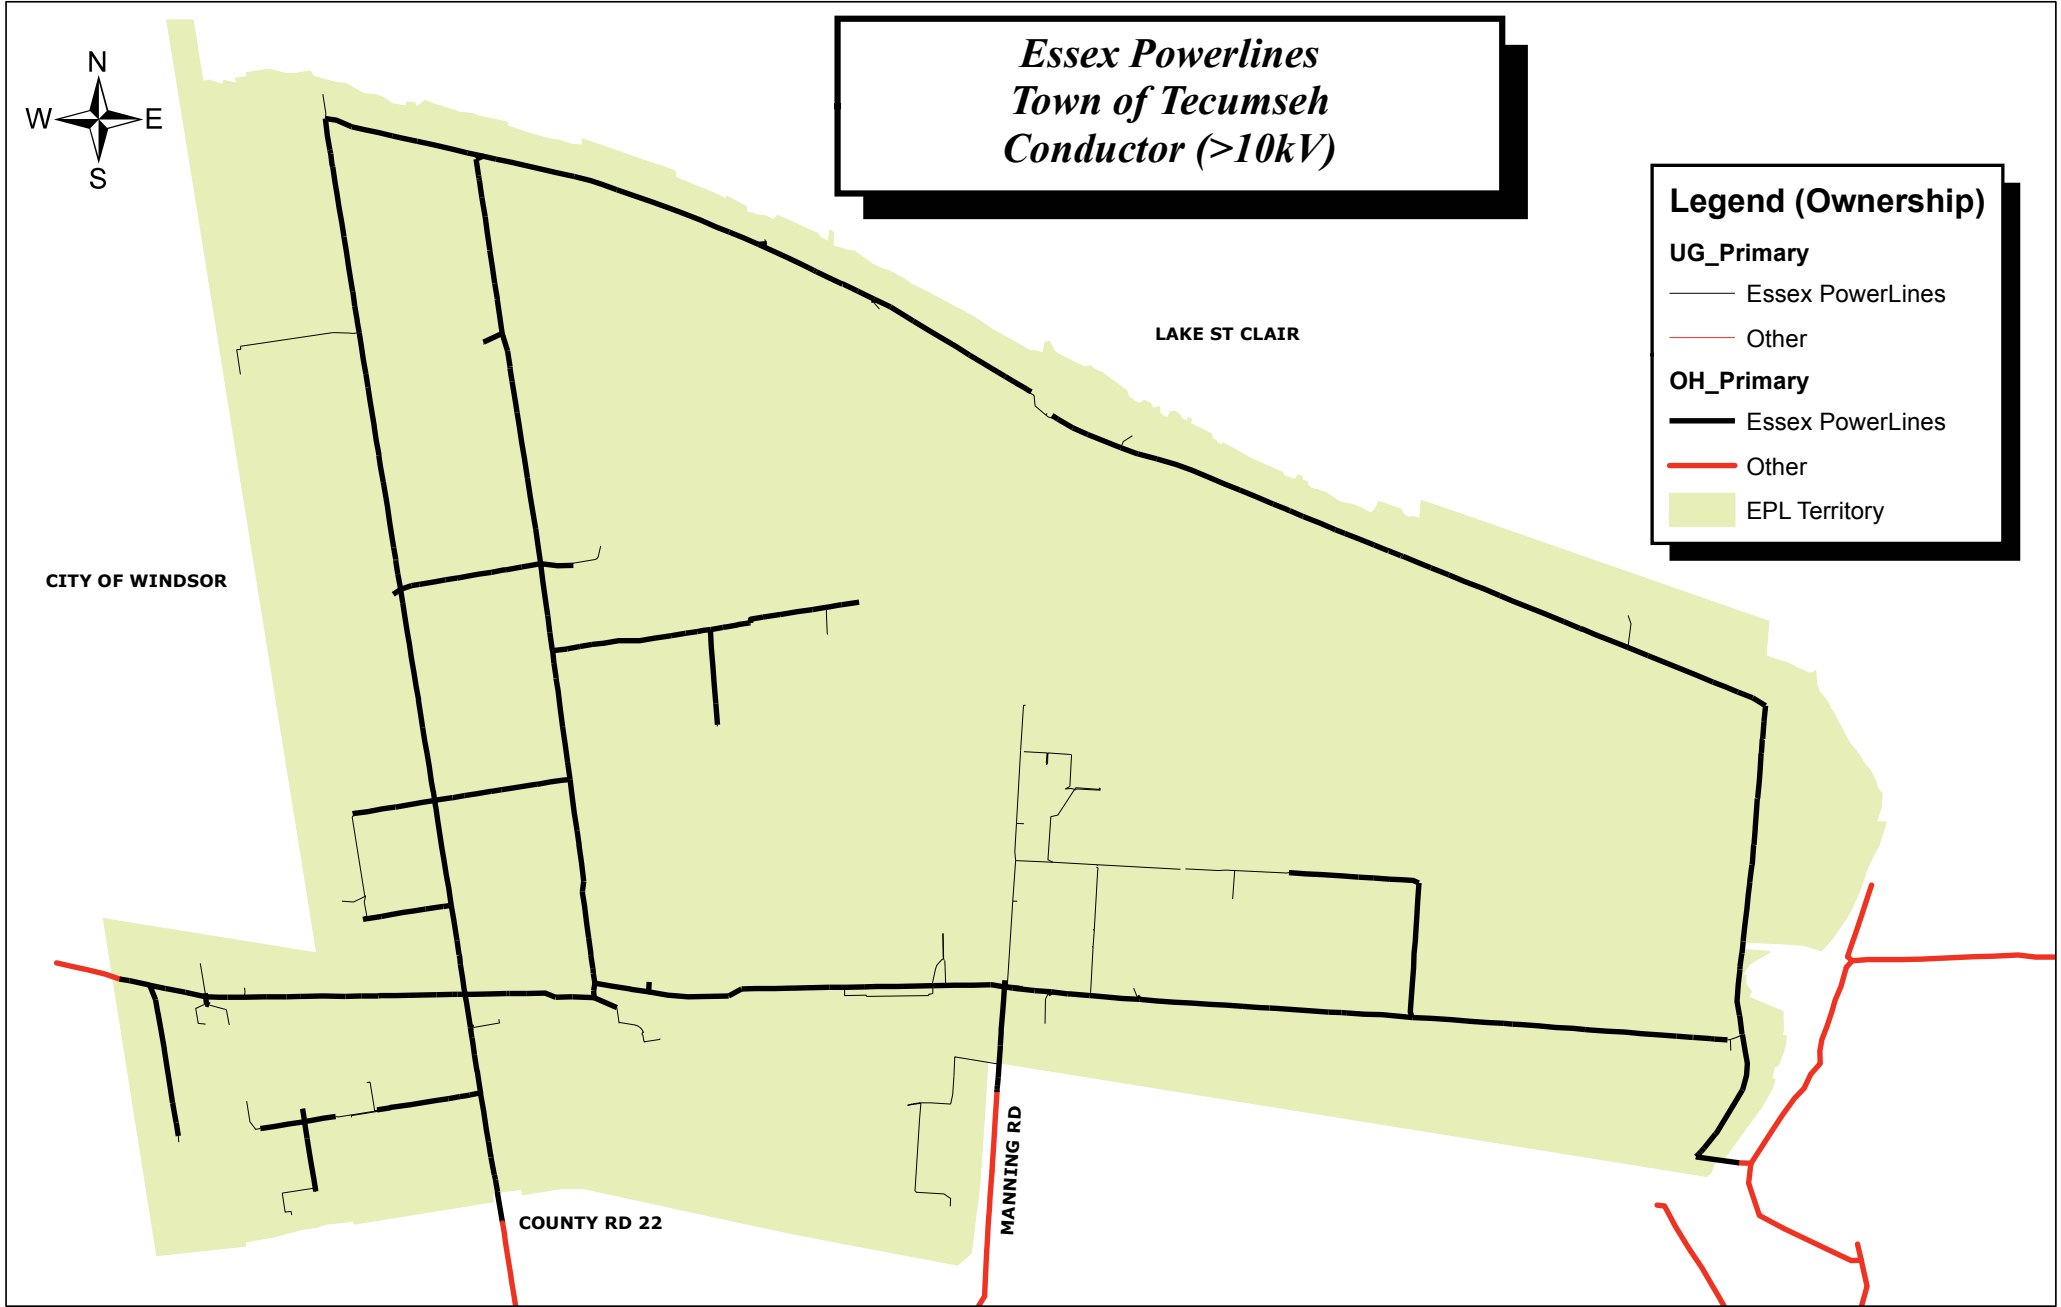 Essex Powerlines
Town of Tecumseh
Conductor (>10kV)
N
W
E
S
Legend (Ownership)
UG_Primary
Essex PowerLines
Other
OH_Primary
Essex PowerLines
Other
EPL Territory
LAKE ST CLAIR
CITY OF WINDSOR
MANNING RD
COUNTY RD 22